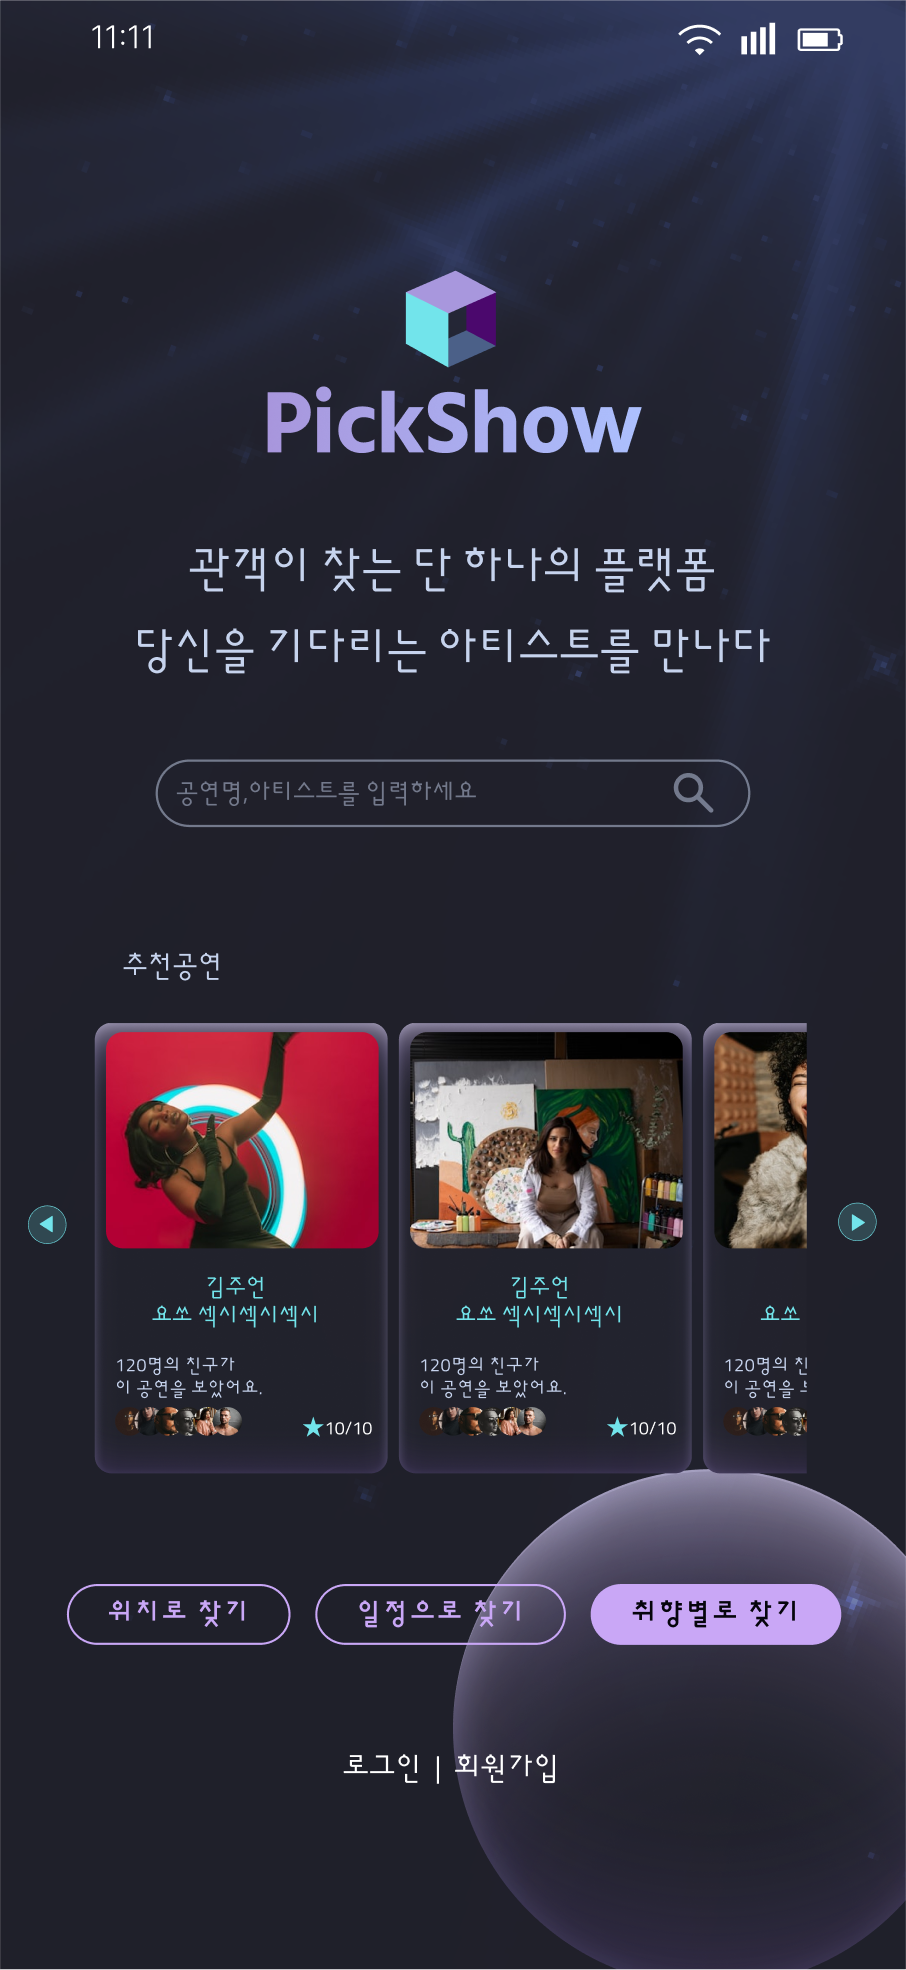 11:11
PickShow
관객이 찾는 단 하나의 플랫폼
당신을 기다리는 아티스트를 만나다
공연명,아티스트를 입력하세요
추천공연
김주언
요쏘 섹시섹시섹시
120명의 친구가
이 공연을 보았어요.
★10/10
김주언
요쏘 섹시섹시섹시
120명의 친구가
이 공연을 보았어요.
★10/10
요쏘
120명의 친
이 공연을
위치로 찾기
일정으로 찾기
취향별로 찾기
로그인 | 회원가입